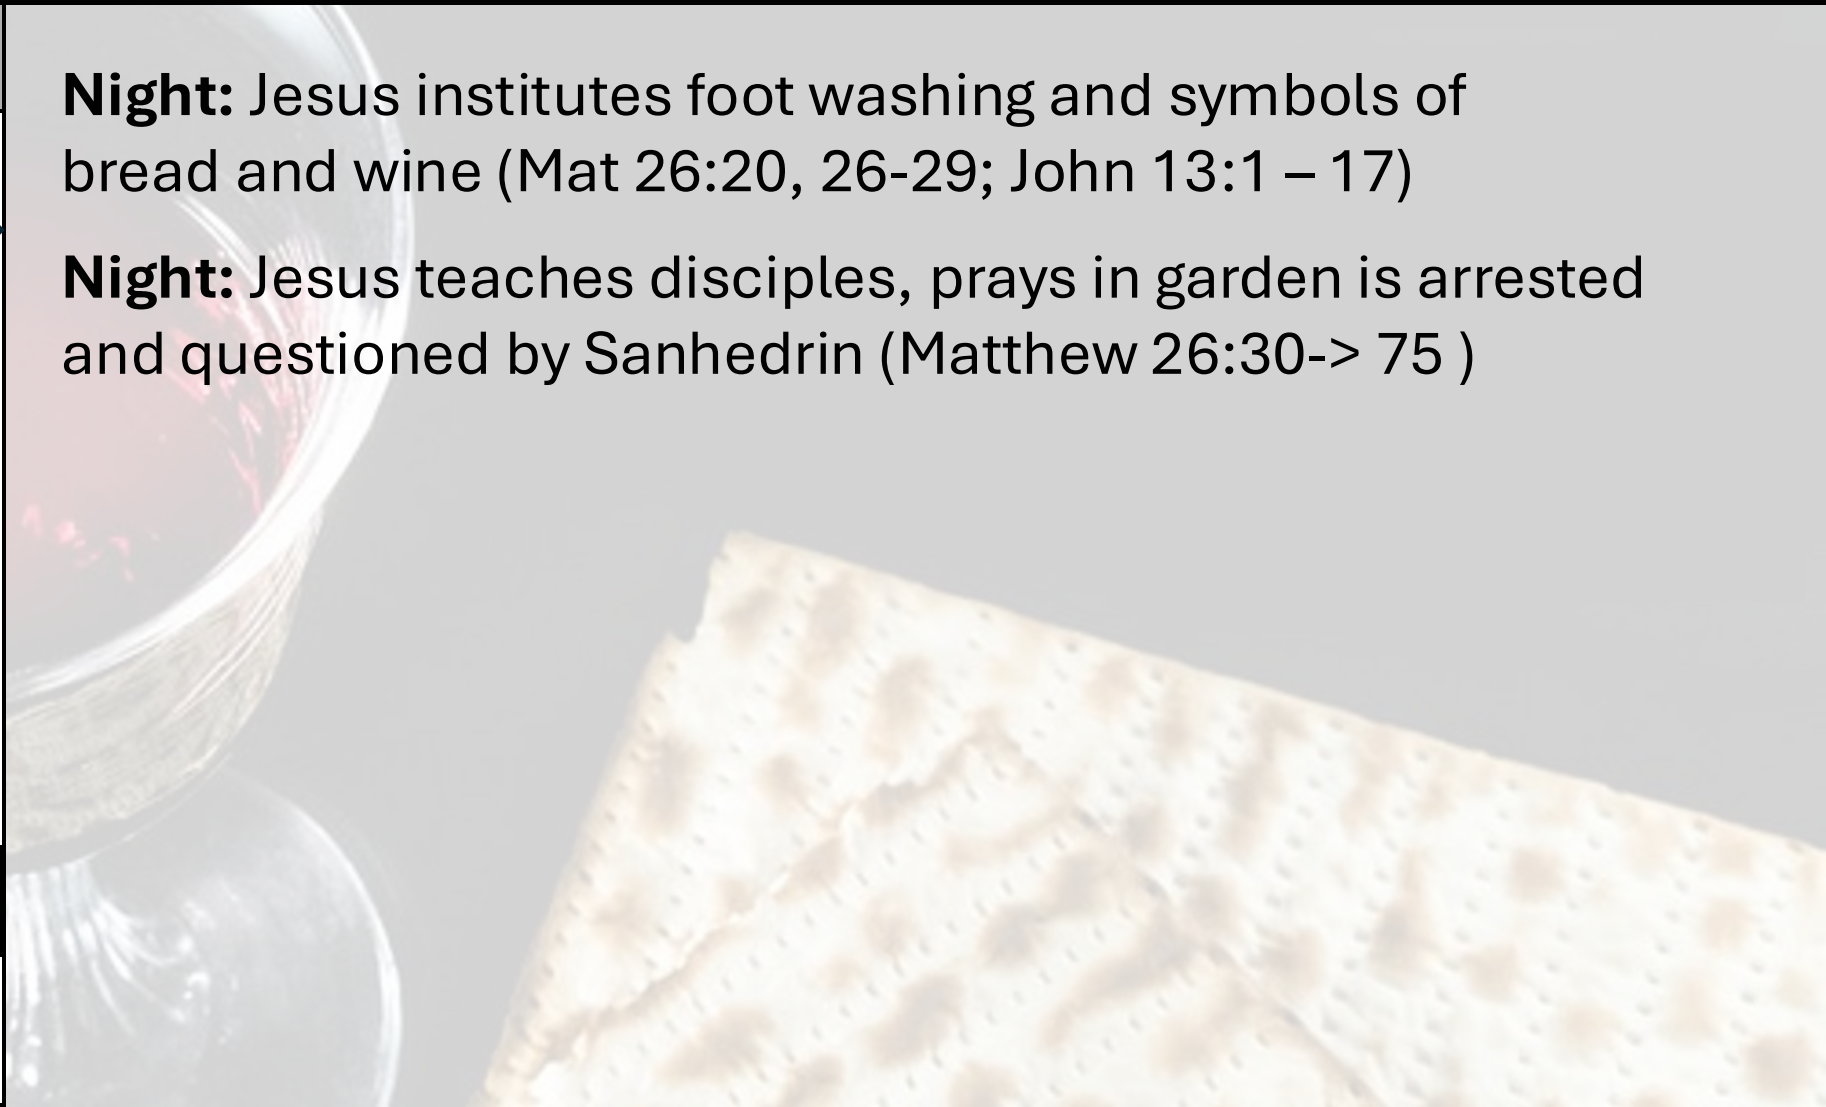 Night: Jesus institutes foot washing and symbols of
bread and wine (Mat 26:20, 26-29; John 13:1 – 17)
Night: Jesus teaches disciples, prays in garden is arrested
and questioned by Sanhedrin (Matthew 26:30-> 75 )